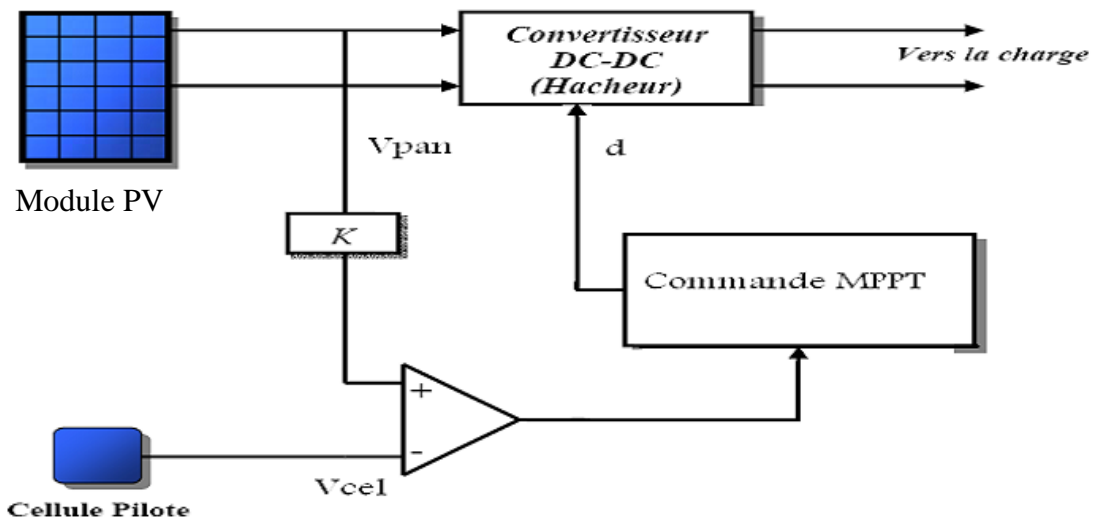 Convertisseur
DC-DC
(Hacheur)
Vers la charge
Vpan
d
Module PV
K
Commande MPPT
+
-
Vcel
Cellule Pilote